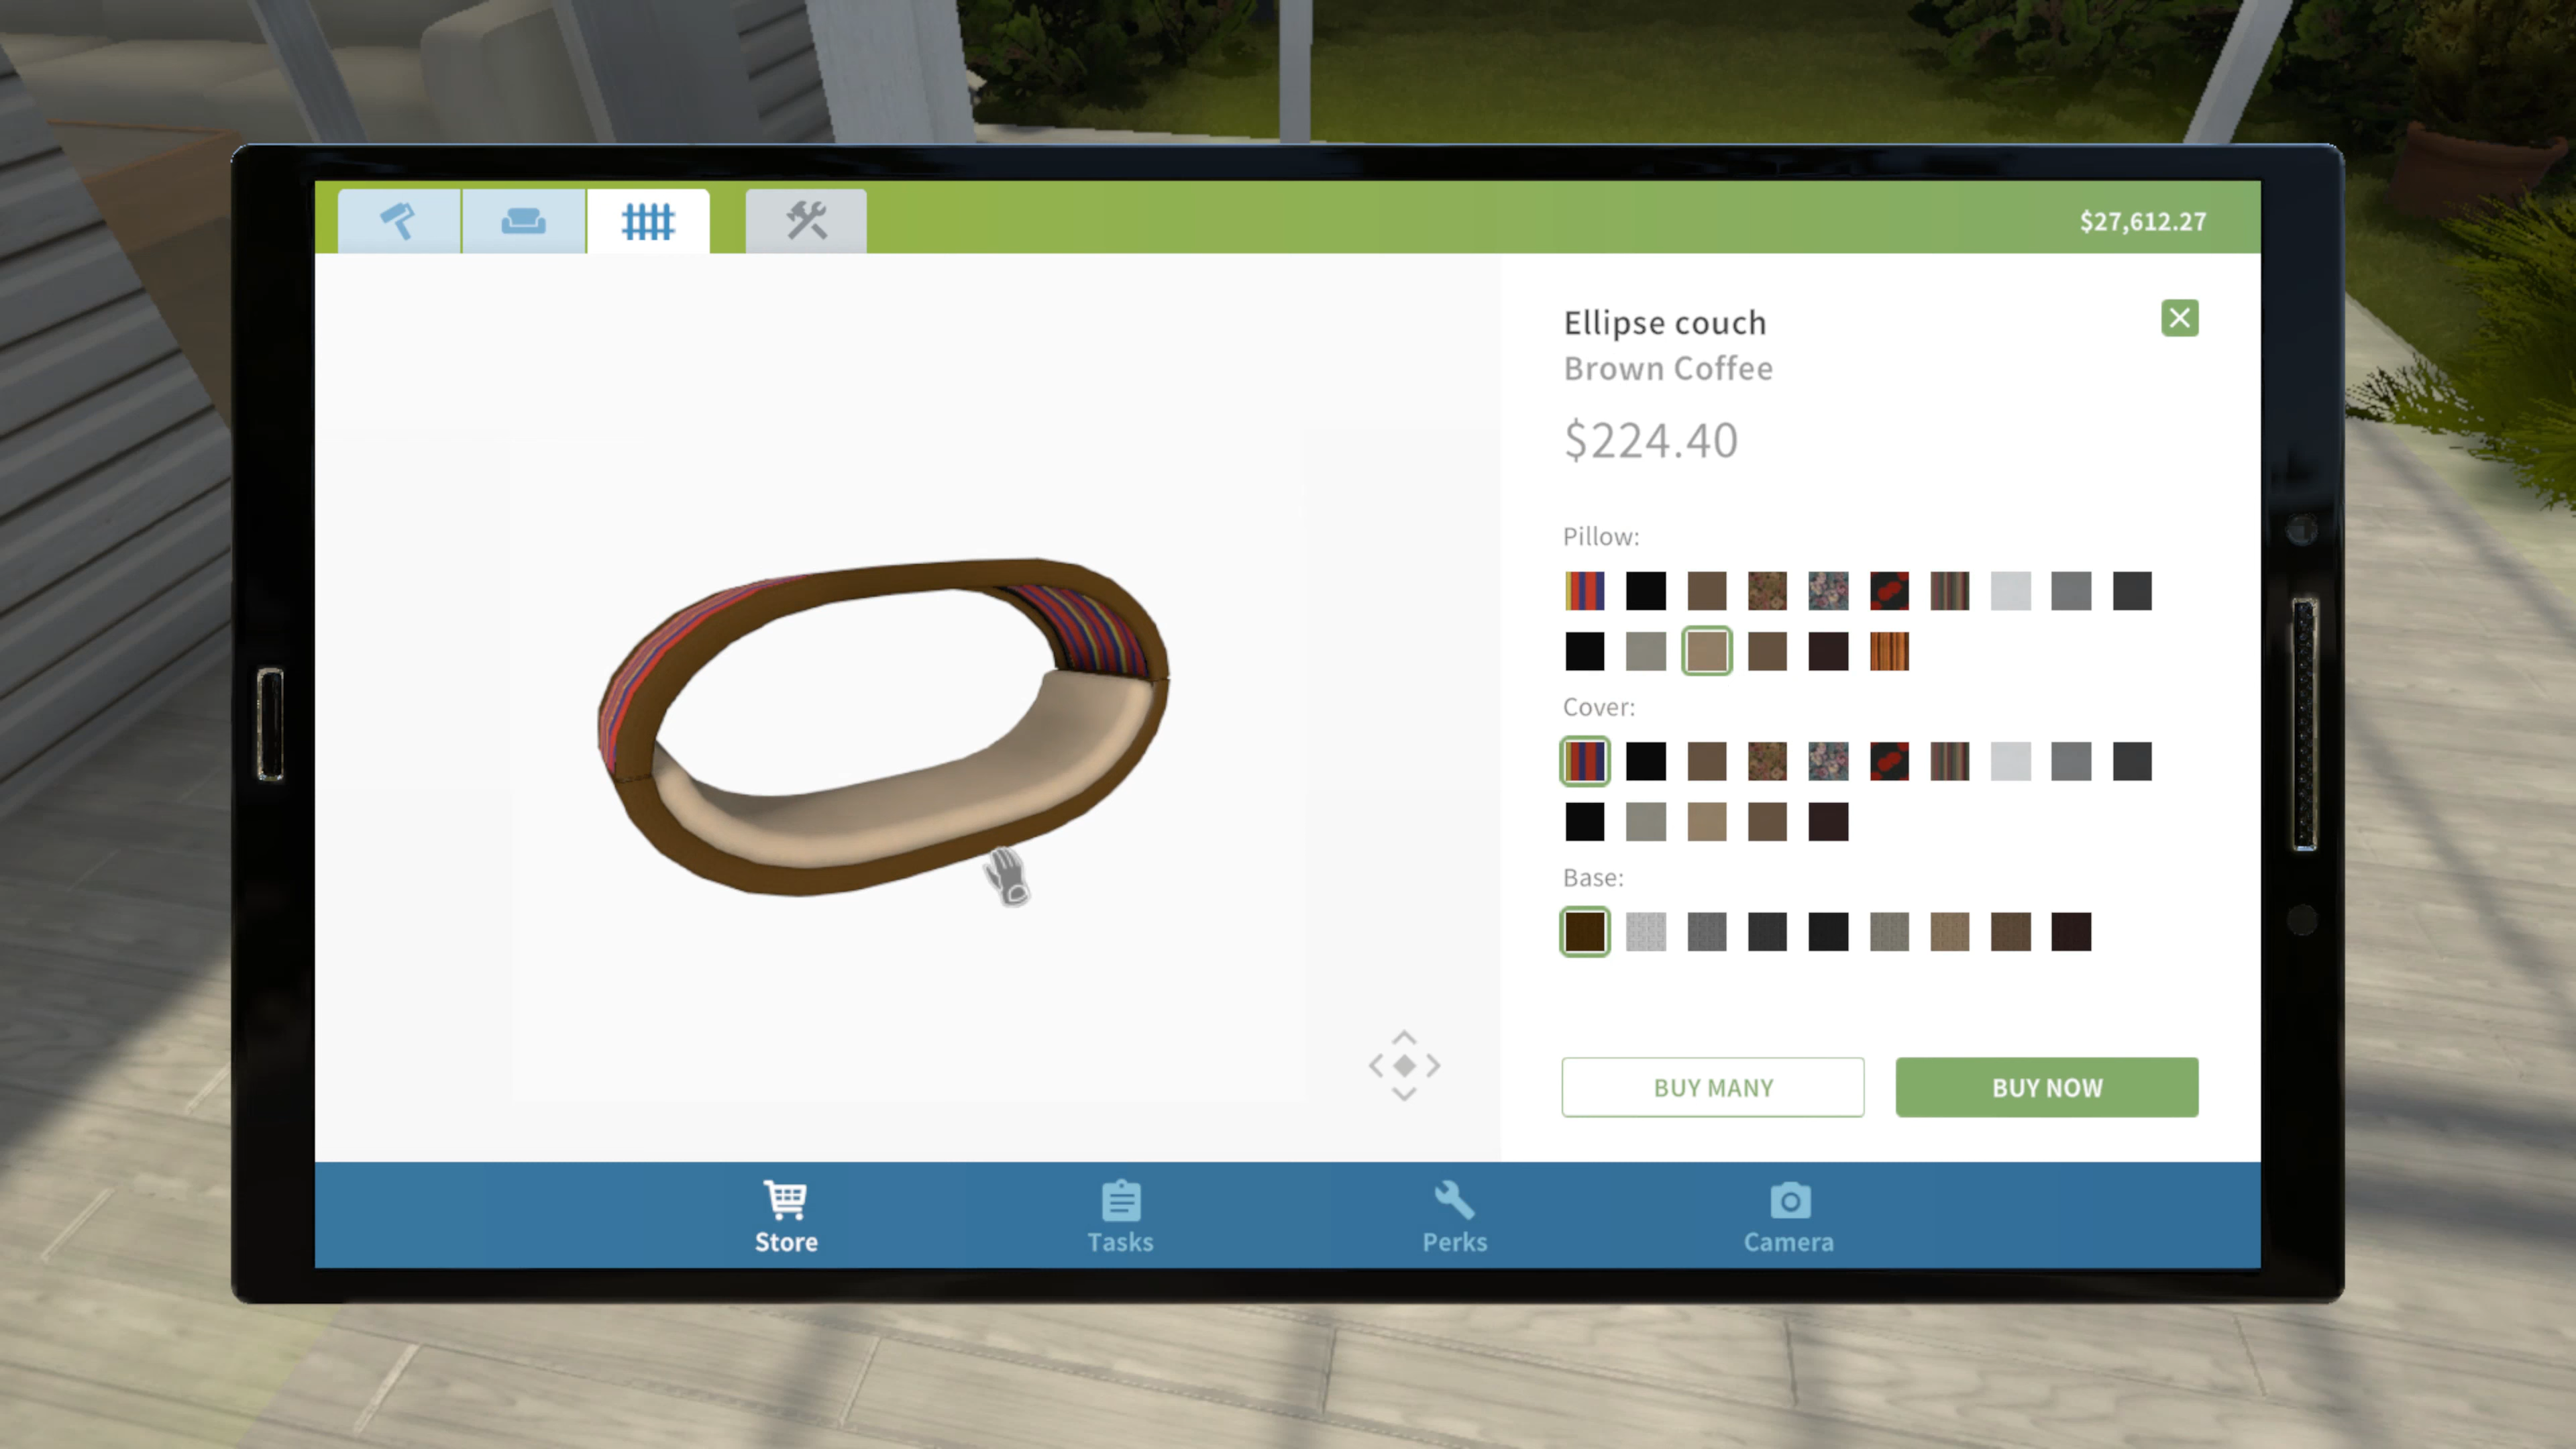 $27,612.27
Ellipse couch
Brown Coffee
$224.40
Pillow:
Cover:
Base:
BUY MANY
BUY NOW
Store
Tasks
Perks
Camera